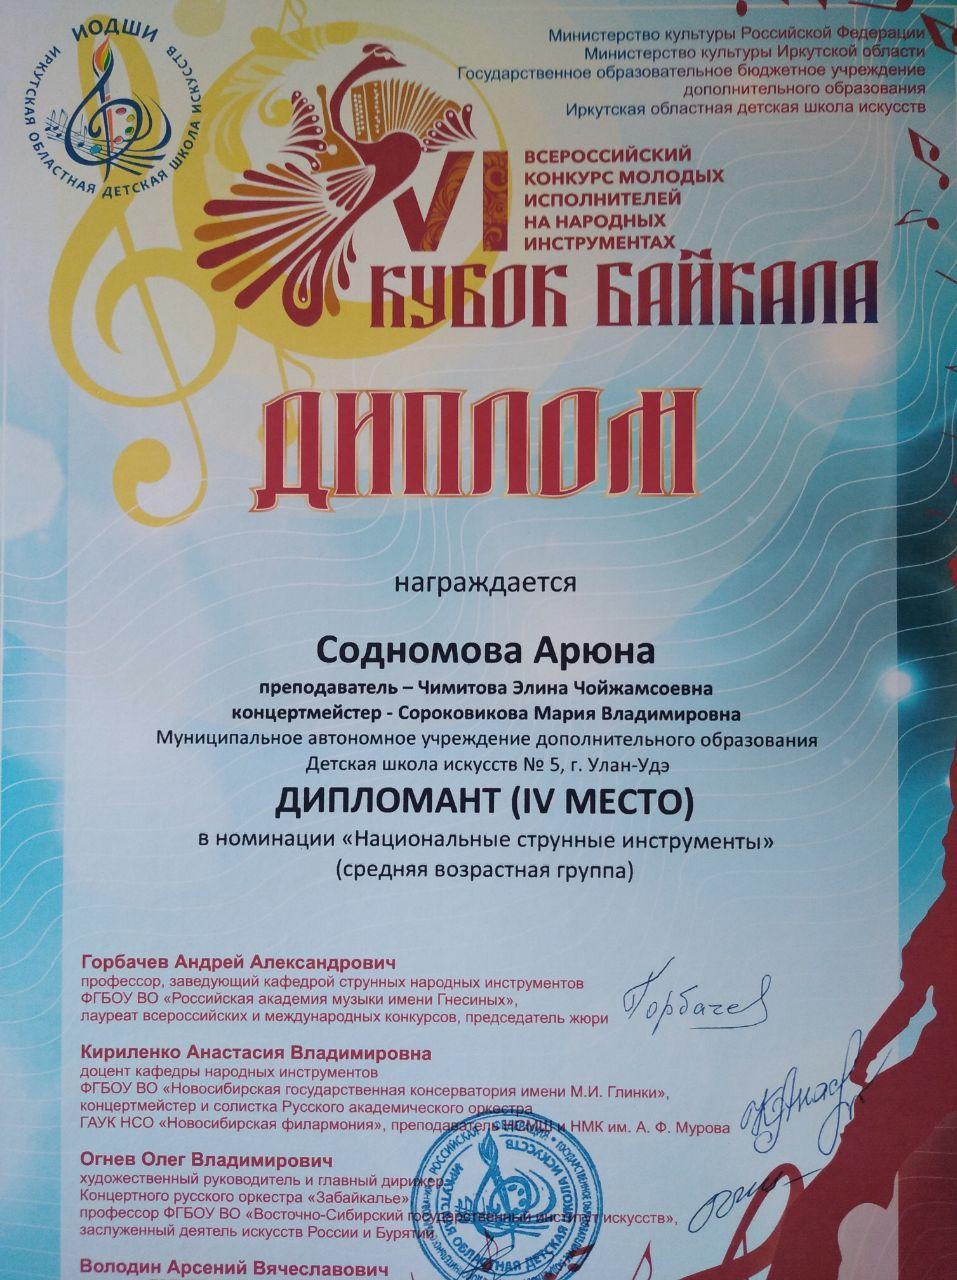 ИОДШИ
ИРКУТСКАЯ ОБЛАСТНАЯ ДЕТСКАЯ ШКОЛА ИСКУССТВ
Министерство культуры Российской Федерации
Министерство культуры Иркутской области
Государственное образовательное бюджетное учреждение
дополнительного образования
Иркутская областная детская школа искусств
VI
ВСЕРОССИЙСКИЙ
КОНКУРС МОЛОДЫХ
ИСПОЛНИТЕЛЕЙ
НА НАРОДНЫХ
ИНСТРУМЕНТАХ
КУБОК БАЙКАЛА
ДИПЛОМ
награждается
Содномова Арюна
преподаватель – Чимитова Элина Чойжамсоевна
концертмейстер - Сороковикова Мария Владимировна
Муниципальное автономное учреждение дополнительного образования
Детская школа искусств № 5, г. Улан-Удэ
ДИПЛОМАНТ (IV МЕСТО)
в номинации «Национальные струнные инструменты»
(средняя возрастная группа)
Горбачев Андрей Александрович
профессор, заведующий кафедрой струнных народных инструментов
ФГБОУ ВО «Российская академия музыки имени Гнесиных»,
лауреат всероссийских и международных конкурсов, председатель жюри
Горбачев
Кириленко Анастасия Владимировна
доцент кафедры народных инструментов
ФГБОУ ВО «Новосибирская государственная консерватория имени М.И. Глинки»,
концертмейстер и солистка Русского академического оркестра
ГАУК НСО «Новосибирская филармония», преподаватель НСМШ и НМК им. А. Ф. Мурова
Огнев Олег Владимирович
художественный руководитель и главный дирижер
Концертного русского оркестра «Забайкалье»,
профессор ФГБОУ ВО «Восточно-Сибирский государственный институт искусств»,
заслуженный деятель искусств России и Бурятии
Володин Арсений Вячеславович